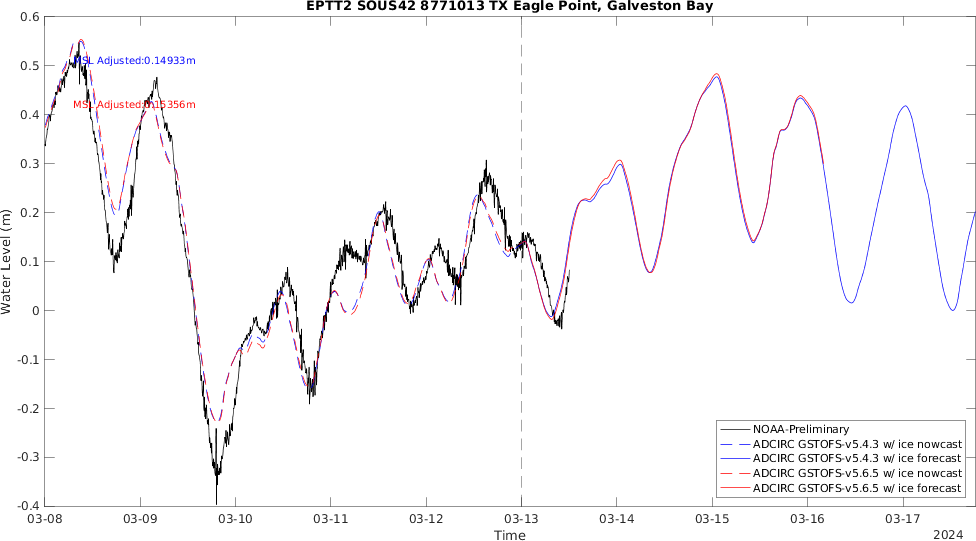 EPTT2 SOUS42 8771013 TX Eagle Point, Galveston Bay
Water Level (m)
0.6
0.5
0.4
0.3
0.2
0.1
0
-0.1
-0.2
-0.3
-0.4
MSL Adjusted:0.14933m
MSL Adjusted:0.15356m
NOAA-Preliminary
ADCIRC GSTOFS-v5.4.3 w/ ice nowcast
ADCIRC GSTOFS-v5.4.3 w/ ice forecast
ADCIRC GSTOFS-v5.6.5 w/ ice nowcast
ADCIRC GSTOFS-v5.6.5 w/ ice forecast
03-08 03-09 03-10 03-11 03-12 03-13 03-14 03-15 03-16 03-17
Time
2024